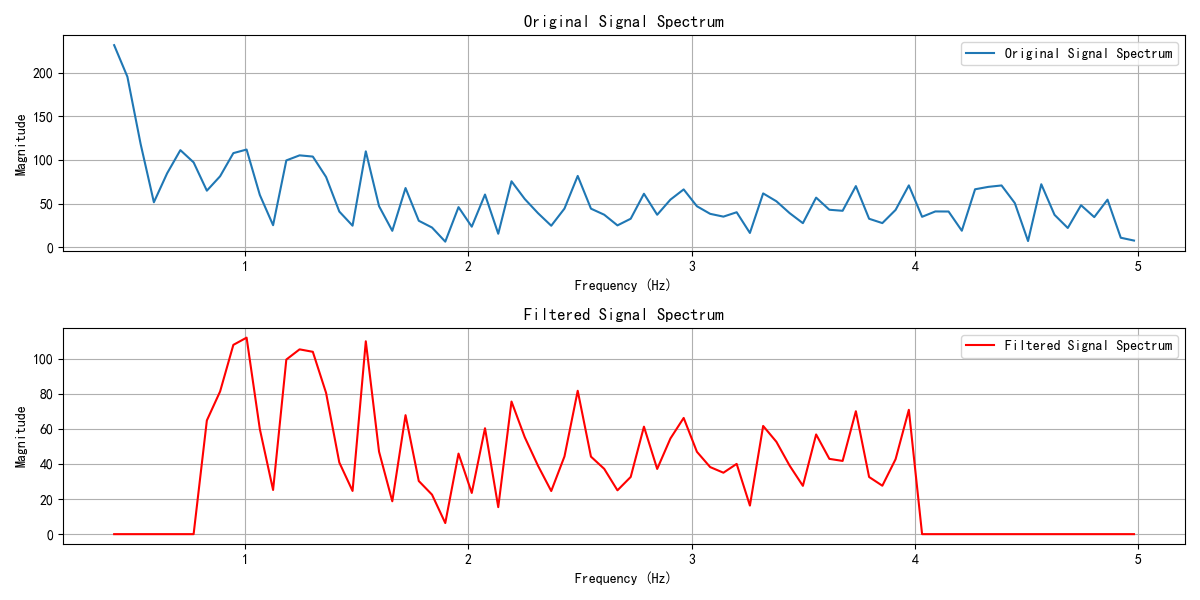 Original Signal Spectrum
Magnitude
200
150
100
50
0
Original Signal Spectrum
1 2 3 4 5
Frequency (Hz)
Filtered Signal Spectrum
Magnitude
100
80
60
40
20
0
Filtered Signal Spectrum
1 2 3 4 5
Frequency (Hz)